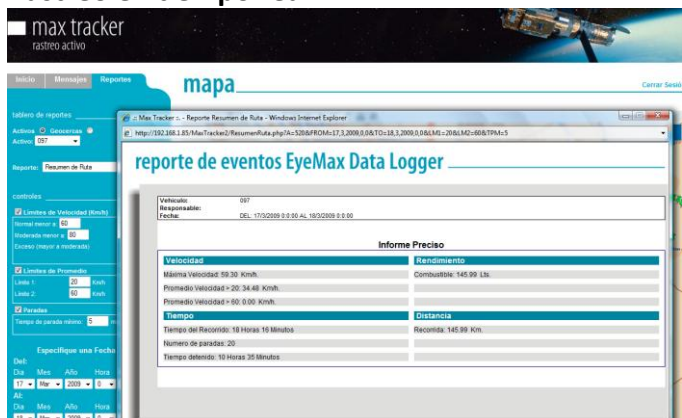 max tracker
rastreo activo
Inicio Mensajes Reportes
mapa
Cerrar Sesió
tablero de reportes
Activos Geocercas
Activo: 097
Reporte: Resumen de Ruta
controles
Límites de Velocidad (Km/h)
Normal menor a: 60
Moderada menor a: 80
Exceso (mayor a moderada)
Límites de Promedio
Límite 1: 20 Km/h
Límite 2: 60 Km/h
Paradas
Tiempo de parada mínimo: 5
Especifique una Fecha
Del:
Dia Mes Año Hora
17 Mar 2009 0
Al:
Dia Mes Año Hora
.:: Max Tracker ::. - Reporte Resumen de Ruta - Windows Internet Explorer
http://192.168.1.85/MaxTracker2/ResumenRuta.php?A=520&FROM=17,3,2009,0,0&TO=18,3,2009,0,0&LM1=20&LM2=60&TPM=5
reporte de eventos EyeMax Data Logger
Vehiculo: 097
Responsable:
Fecha: DEL: 17/3/2009 0:0:00 AL 18/3/2009 0:0:00
Informe Preciso
Velocidad Rendimiento
Máxima Velocidad: 59.30 Km/h. Combustible: 145.99 Lts.
Promedio Velocidad > 20: 34.48 Km/h.
Promedio Velocidad > 60: 0.00 Km/h.
Tiempo Distancia
Tiempo del Recorrido: 18 Horas 16 Minutos Recorrida: 145.99 Km.
Numero de paradas: 20
Tiempo detenido: 10 Horas 35 Minutos